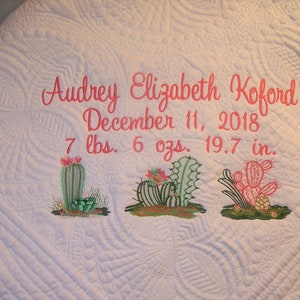 Audrey Elizabeth Koford
December 11, 2018
7 lbs. 6 ozs. 19.7 in.